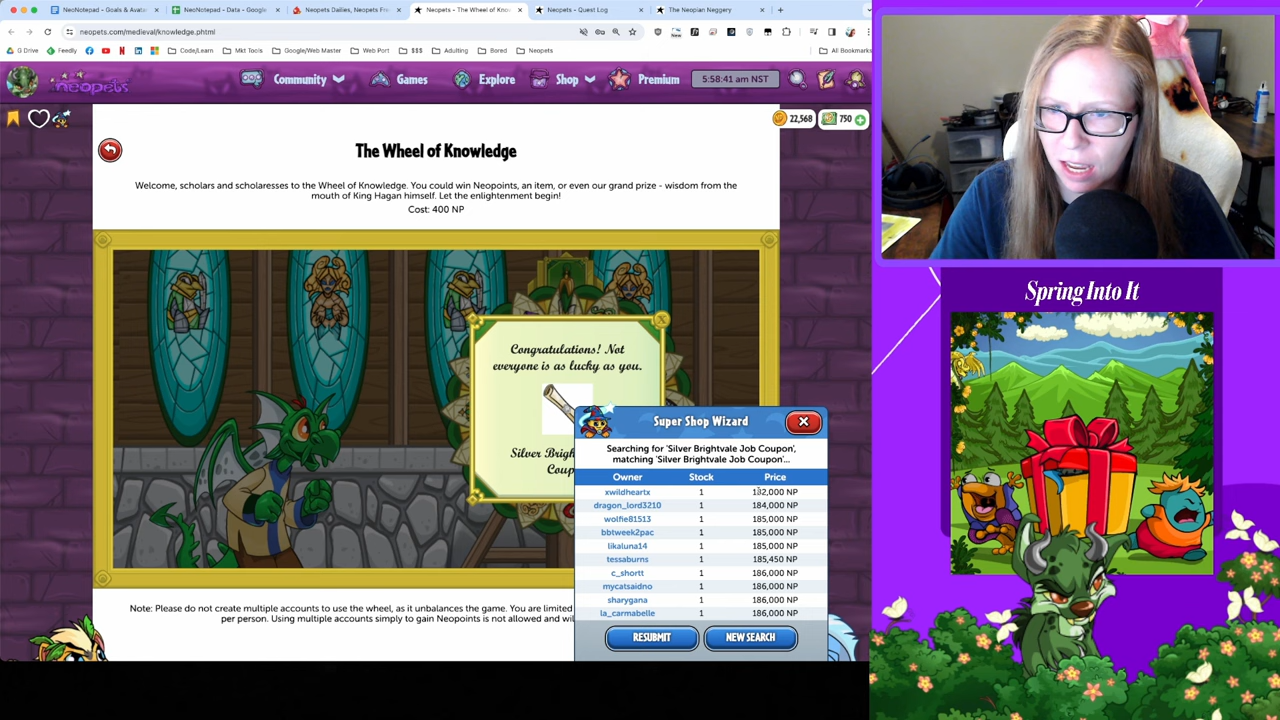 NeoNotepad - Goals & Avata
NeoNotepad - Data - Google
Neopets Dailies, Neopets Fre
Neopets - The Wheel of Kno
Neopets - Quest Log
The Neopian Neggery
neopets.com/medieval/knowledge.phtml
G Drive
Feedly
Code/Learn
Mkt Tools
Google/Web Master
Web Port
$$$
Adulting
Bored
Neopets
All Bookmarks
neopets
Community
Games
Explore
Shop
Premium
5:58:41 am NST
22,568
750
The Wheel of Knowledge
Welcome, scholars and scholaresses to the Wheel of Knowledge. You could win Neopoints, an item, or even our grand prize - wisdom from the
mouth of King Hagan himself. Let the enlightenment begin!
Cost: 400 NP
Congratulations! Not
everyone is as lucky as you.
Silver Brigh
Coup
Super Shop Wizard
Searching for 'Silver Brightvale Job Coupon',
matching 'Silver Brightvale Job Coupon'...
Owner Stock Price
xwildheartx 1 132,000 NP
dragon_lord3210 1 184,000 NP
wolfie81513 1 185,000 NP
bbtweek2pac 1 185,000 NP
likaluna14 1 185,000 NP
tessaburns 1 185,450 NP
c_shortt 1 186,000 NP
mycatsaidno 1 186,000 NP
sharygana 1 186,000 NP
la_carmabelle 1 186,000 NP
RESUBMIT
NEW SEARCH
Note: Please do not create multiple accounts to use the wheel, as it unbalances the game. You are limited
per person. Using multiple accounts simply to gain Neopoints is not allowed and wil
Spring Into It